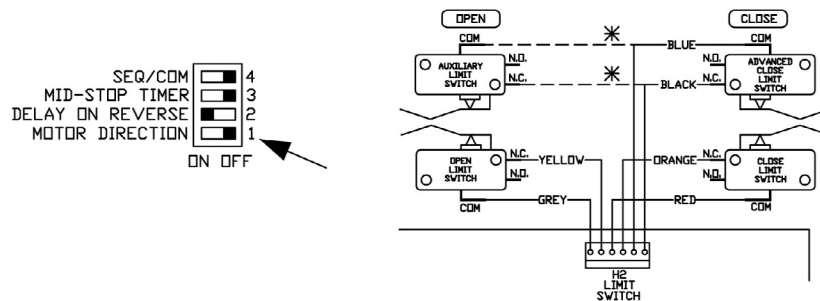 SEQ/COM 4
MID-STOP TIMER 3
DELAY ON REVERSE 2
MOTOR DIRECTION 1
ON OFF
OPEN
CLOSE
COM
COM
BLUE
N.O.
N.O.
AUXILIARY
LIMIT
SWITCH
ADVANCED
CLOSE
LIMIT
SWITCH
N.C.
BLACK
N.C.
OPEN
LIMIT
SWITCH
N.C.
YELLOW
ORANGE
N.C.
CLOSE
LIMIT
SWITCH
N.O.
N.O.
GREY
RED
COM
COM
H2
LIMIT
SWITCH